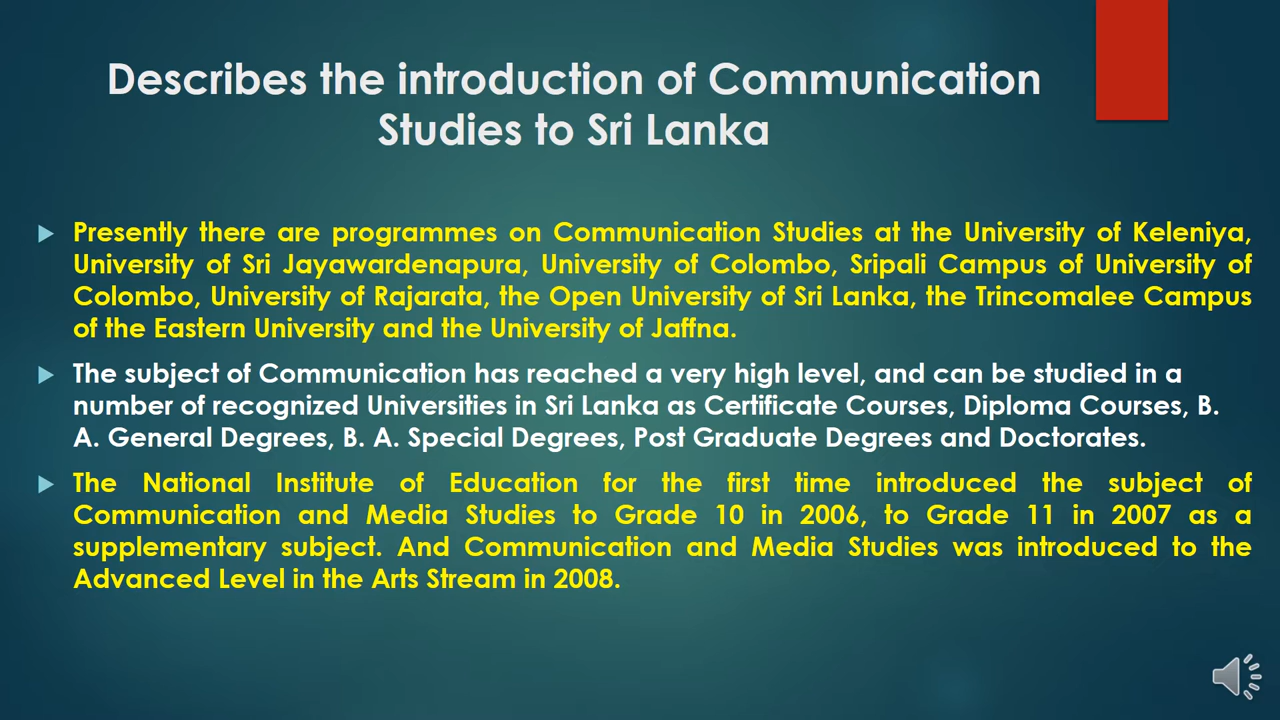 Describes the introduction of Communication
Studies to Sri Lanka
Presently there are programmes on Communication Studies at the University of Keleniya,
University of Sri Jayawardenapura, University of Colombo, Sripali Campus of University of
Colombo, University of Rajarata, the Open University of Sri Lanka, the Trincomalee Campus
of the Eastern University and the University of Jaffna.
The subject of Communication has reached a very high level, and can be studied in a
number of recognized Universities in Sri Lanka as Certificate Courses, Diploma Courses, B.
A. General Degrees, B. A. Special Degrees, Post Graduate Degrees and Doctorates.
The National Institute of Education for the first time introduced the subject of
Communication and Media Studies to Grade 10 in 2006, to Grade 11 in 2007 as a
supplementary subject. And Communication and Media Studies was introduced to the
Advanced Level in the Arts Stream in 2008.